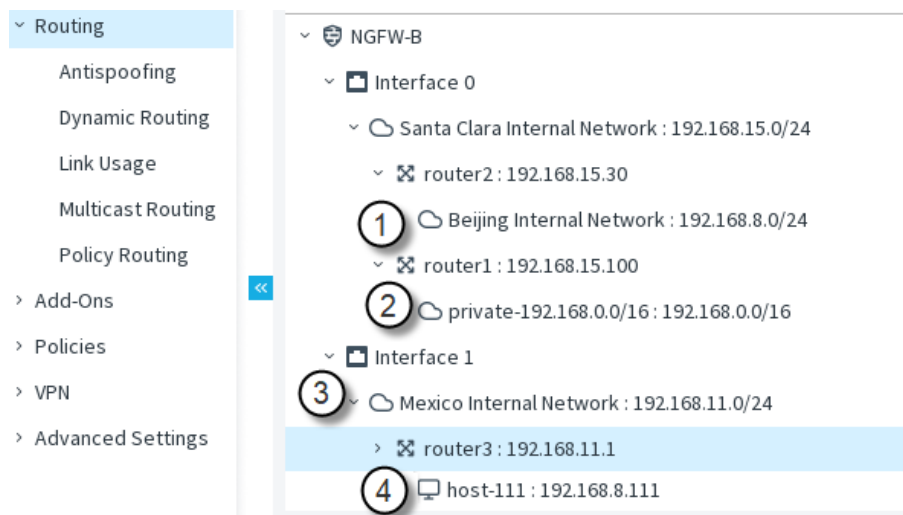 Routing
Antispoofing
Dynamic Routing
Link Usage
Multicast Routing
Policy Routing
Add-Ons
Policies
VPN
Advanced Settings
«
NGFW-B
Interface 0
Santa Clara Internal Network : 192.168.15.0/24
router2 : 192.168.15.30
1 Beijing Internal Network : 192.168.8.0/24
router1 : 192.168.15.100
2 private-192.168.0.0/16 : 192.168.0.0/16
Interface 1
3 Mexico Internal Network : 192.168.11.0/24
router3 : 192.168.11.1
4 host-111 : 192.168.8.111